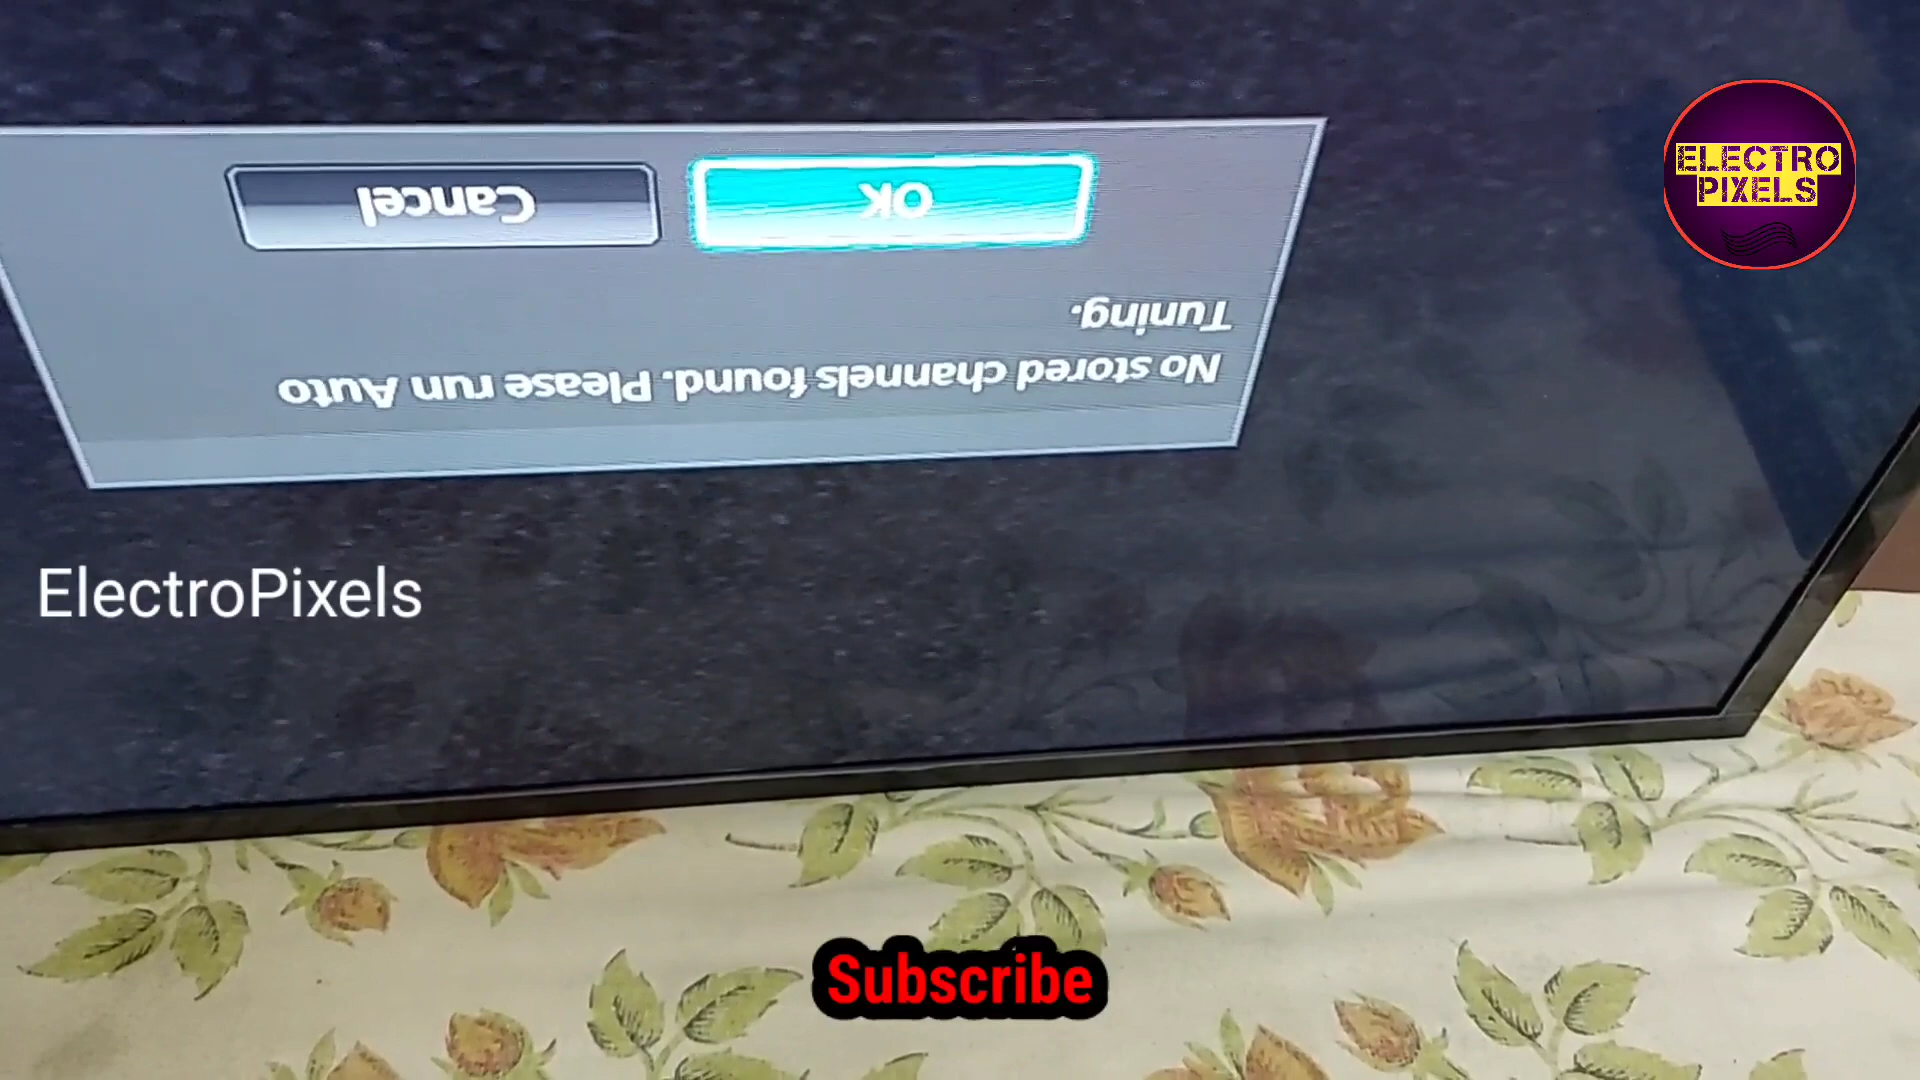 ELECTRO
PIXELS
No stored channels found. Please run Auto
Tuning.
OK
Cancel
ElectroPixels
Subscribe